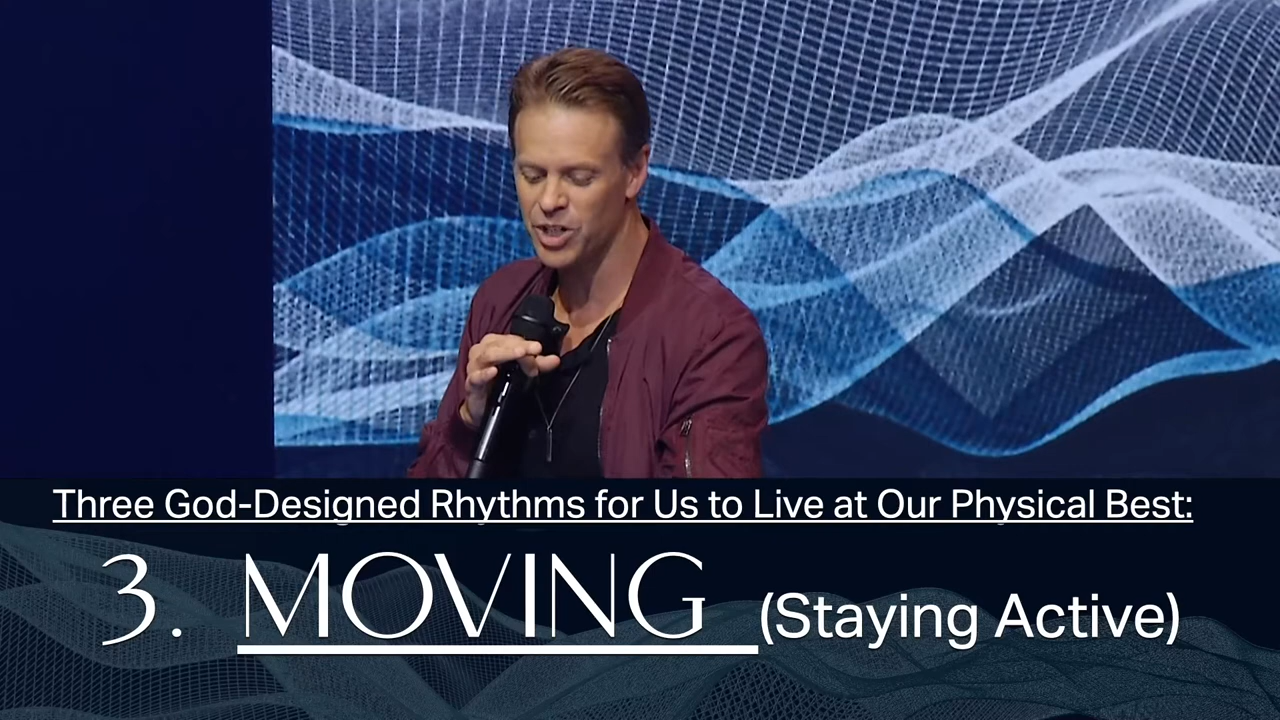 Three God-Designed Rhythms for Us to Live at Our Physical Best:
3. MOVING (Staying Active)